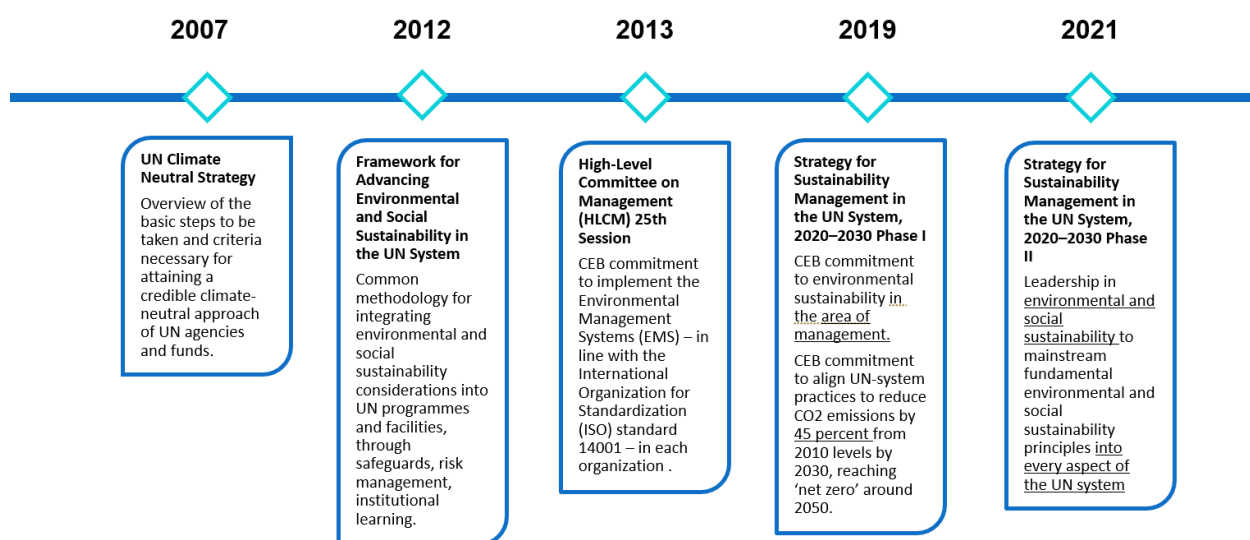 2007
2012
2013
2019
2021
UN Climate
Neutral Strategy
Overview of the
basic steps to be
taken and criteria
necessary for
attaining a
credible climate-
neutral approach
of UN agencies
and funds.
Framework for
Advancing
Environmental
and Social
Sustainability in
the UN System
Common
methodology for
integrating
environmental and
social
sustainability
considerations into
UN programmes
and facilities,
through
safeguards, risk
management,
institutional
learning.
High-Level
Committee on
Management
(HLCM) 25th
Session
CEB commitment
to implement the
Environmental
Management
Systems (EMS) – in
line with the
International
Organization for
Standardization
(ISO) standard
14001 – in each
organization .
Strategy for
Sustainability
Management in
the UN System,
2020–2030 Phase I
CEB commitment
to environmental
sustainability in
the area of
management.
CEB commitment
to align UN-system
practices to reduce
CO2 emissions by
45 percent from
2010 levels by
2030, reaching
‘net zero’ around
2050.
Strategy for
Sustainability
Management in
the UN System,
2020–2030 Phase
II
Leadership in
environmental and
social
sustainability to
mainstream
fundamental
environmental and
social
sustainability
principles into
every aspect of
the UN system